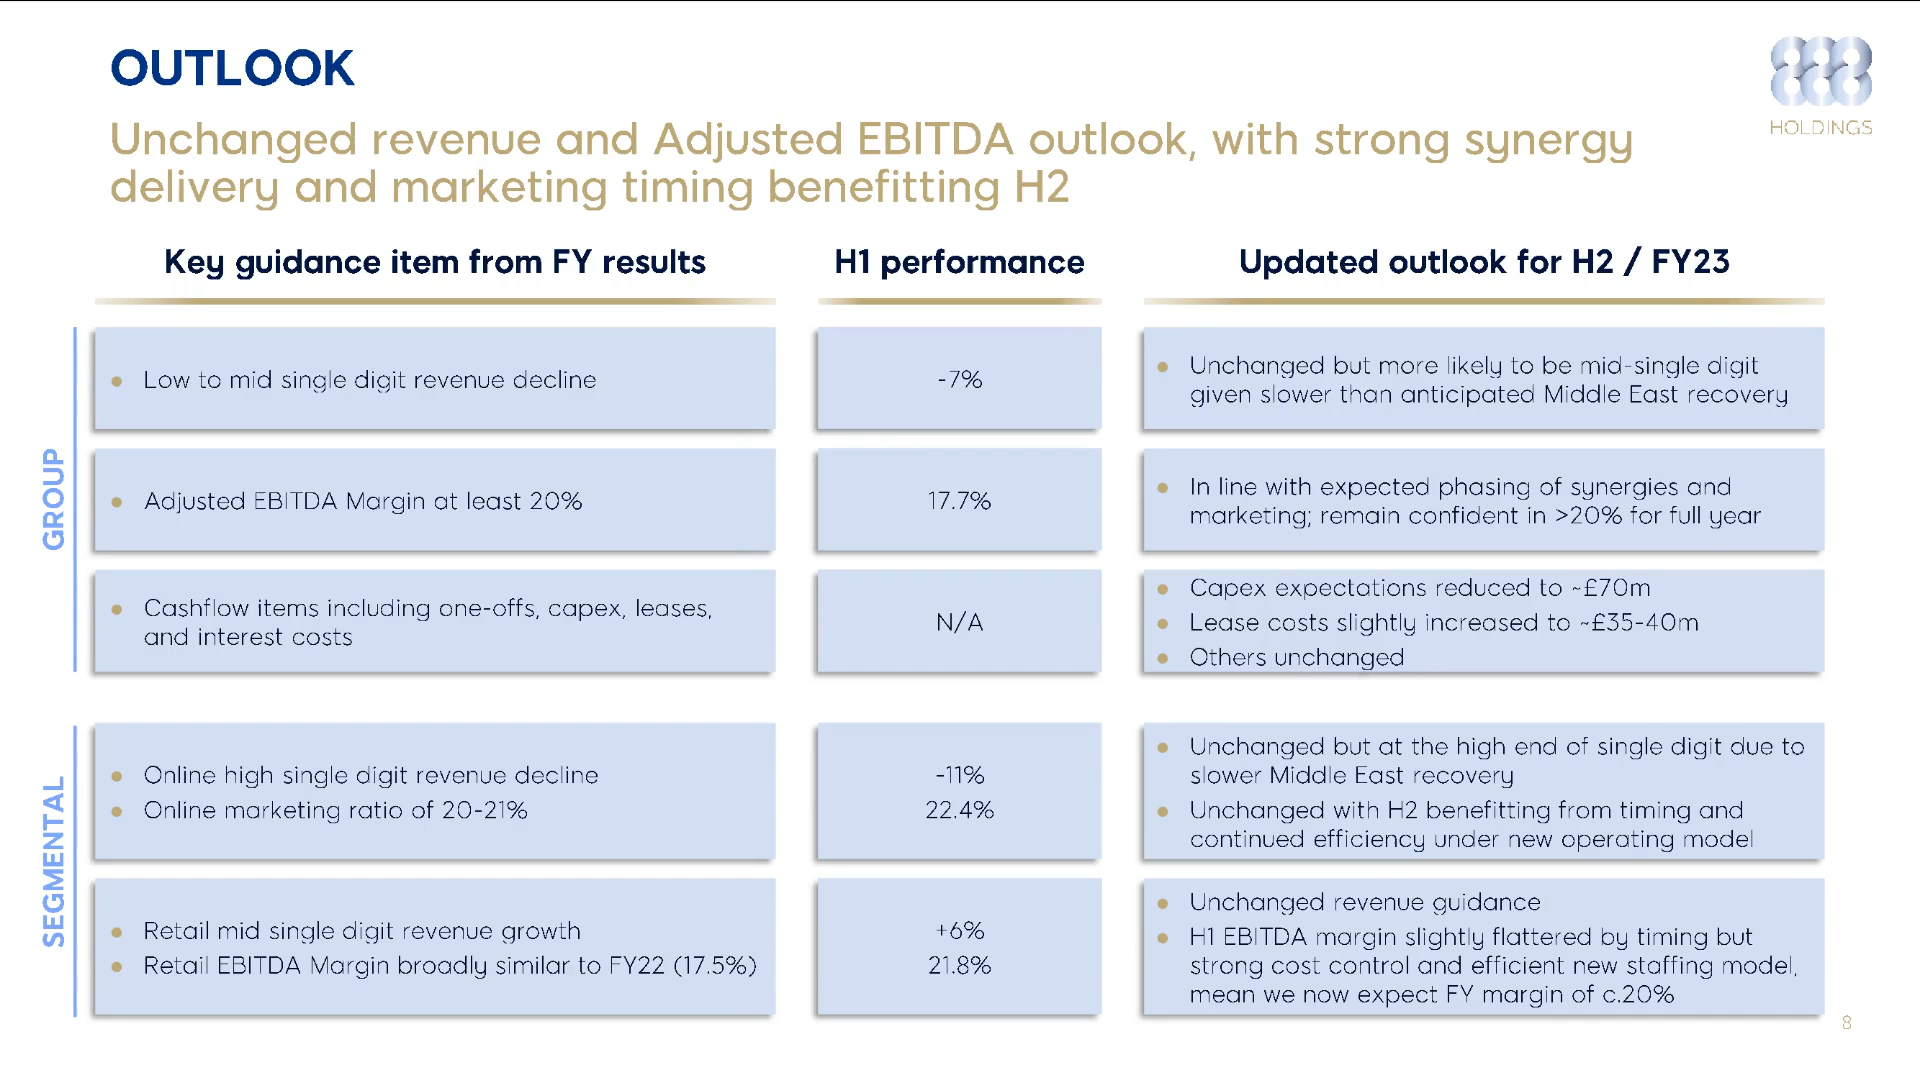 OUTLOOK
888
HOLDINGS
Unchanged revenue and Adjusted EBITDA outlook, with strong synergy
delivery and marketing timing benefitting H2
Key guidance item from FY results
H1 performance
Updated outlook for H2 / FY23
GROUP
Low to mid single digit revenue decline
-7%
Unchanged but more likely to be mid-single digit
given slower than anticipated Middle East recovery
Adjusted EBITDA Margin at least 20%
17.7%
In line with expected phasing of synergies and
marketing; remain confident in >20% for full year
Cashflow items including one-offs, capex, leases,
and interest costs
N/A
Capex expectations reduced to ~£70m
Lease costs slightly increased to ~£35-40m
Others unchanged
SEGMENTAL
Online high single digit revenue decline
Online marketing ratio of 20-21%
-11%
22.4%
Unchanged but at the high end of single digit due to
slower Middle East recovery
Unchanged with H2 benefitting from timing and
continued efficiency under new operating model
Retail mid single digit revenue growth
Retail EBITDA Margin broadly similar to FY22 (17.5%)
+6%
21.8%
Unchanged revenue guidance
H1 EBITDA margin slightly flattered by timing but
strong cost control and efficient new staffing model,
mean we now expect FY margin of c.20%
8